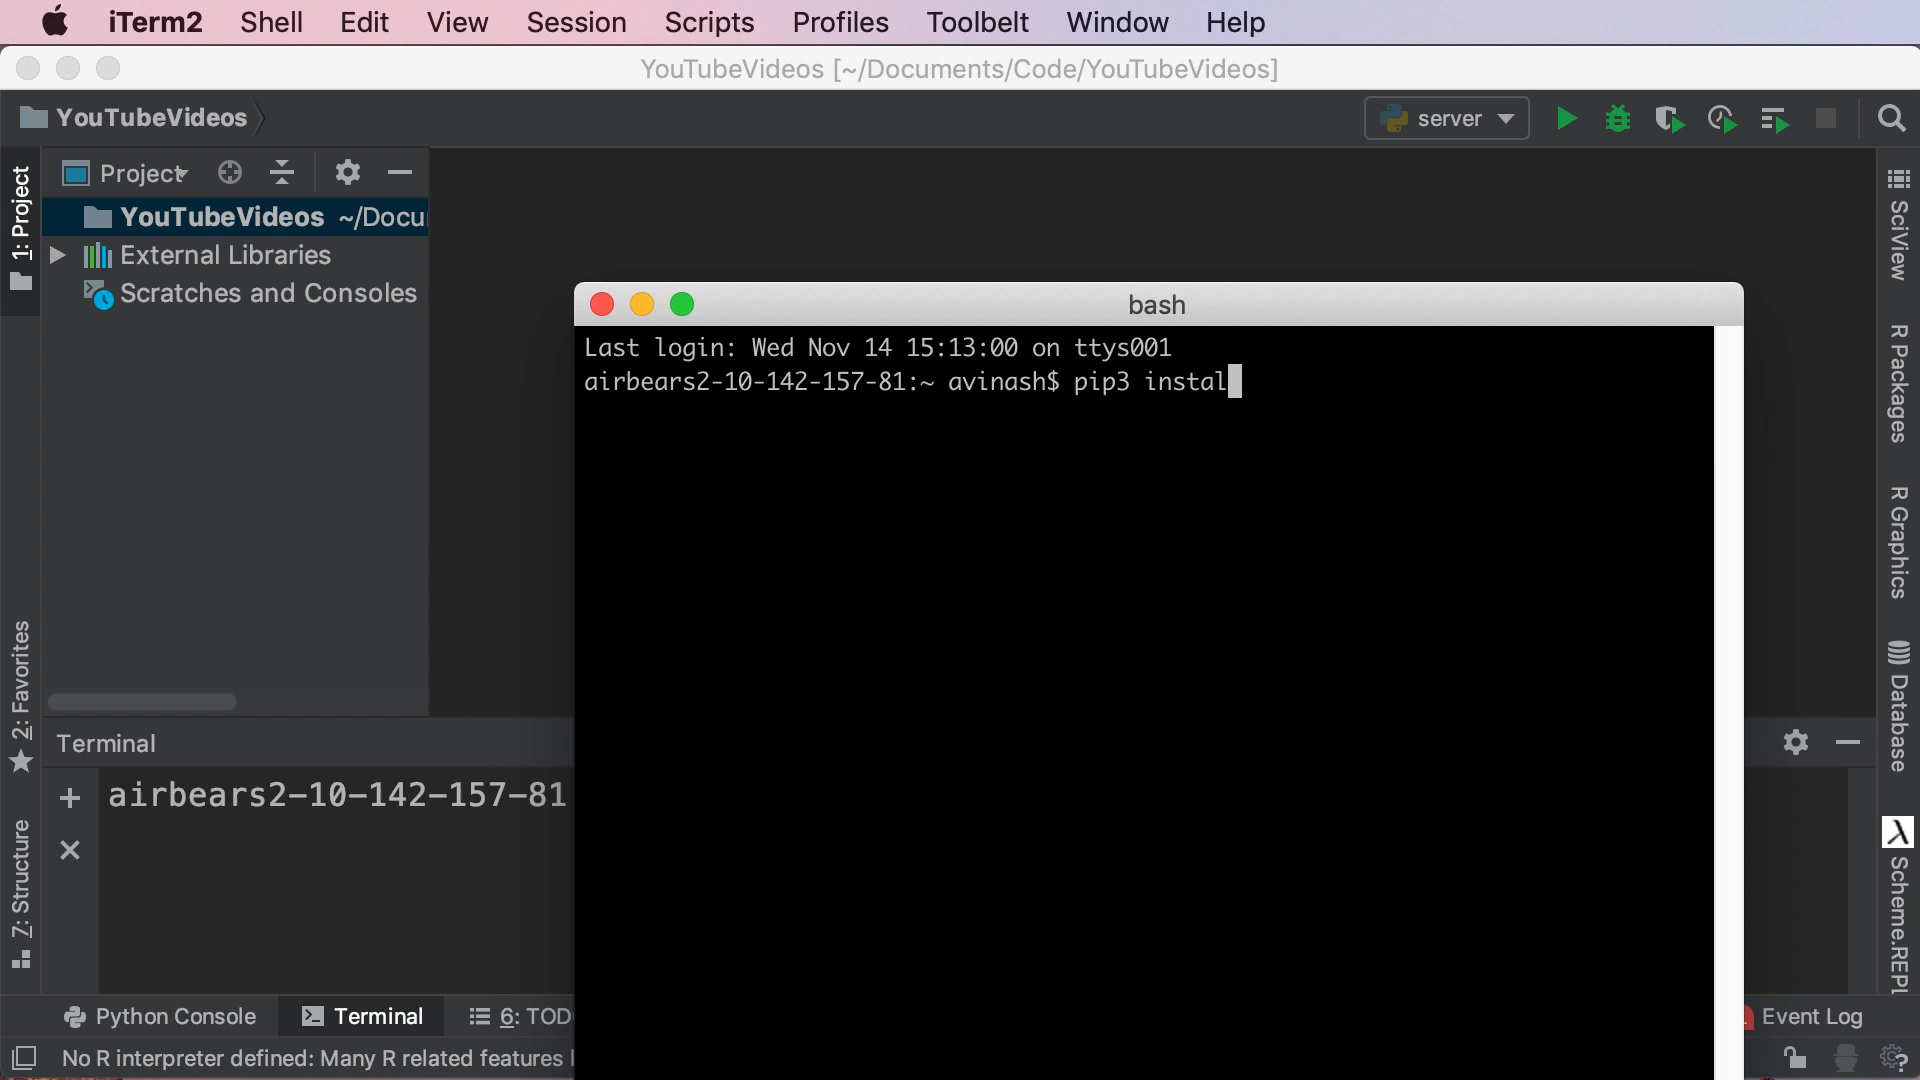 iTerm2 Shell Edit View Session Scripts Profiles Toolbelt Window Help
YouTubeVideos [~/Documents/Code/YouTubeVideos]
YouTubeVideos
server
Project
YouTubeVideos ~/Docu
External Libraries
Scratches and Consoles
1: Project
2: Favorites
7: Structure
bash
Last login: Wed Nov 14 15:13:00 on ttys001
airbears2-10-142-157-81:~ avinash$ pip3 instal
SciView
R Packages
R Graphics
Database
Scheme.REPL
Terminal
airbears2-10-142-157-81
Python Console
Terminal
6: TOD
Event Log
No R interpreter defined: Many R related features